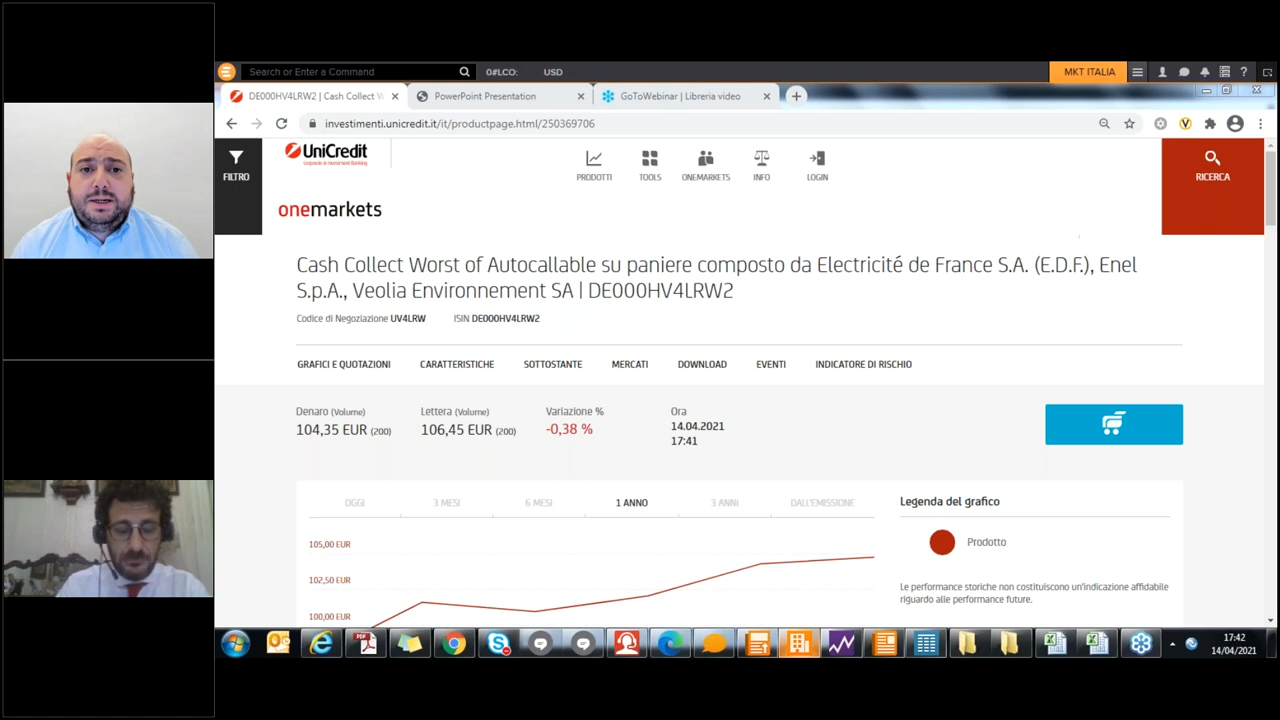 Search or Enter a Command
0#LCO:
USD
MKT ITALIA
?
DE000HV4LRW2 | Cash Collect W
PowerPoint Presentation
GoToWebinar | Libreria video
investimenti.unicredit.it/it/productpage.html/250369706
FILTRO
UniCredit
PRODOTTI
TOOLS
ONEMARKETS
INFO
LOGIN
RICERCA
onemarkets
Cash Collect Worst of Autocallable su paniere composto da Electricité de France S.A. (E.D.F.), Enel
S.p.A., Veolia Environnement SA | DE000HV4LRW2
Codice di Negoziazione UV4LRW ISIN DE000HV4LRW2
GRAFICI E QUOTAZIONI CARATTERISTICHE SOTTOSTANTE MERCATI DOWNLOAD EVENTI INDICATORE DI RISCHIO
Denaro (Volume)
104,35 EUR (200)
Lettera (Volume)
106,45 EUR (200)
Variazione %
-0,38 %
Ora
14.04.2021
17:41
OGGI 3 MESI 6 MESI 1 ANNO 3 ANNI DALL'EMISSIONE
105,00 EUR
102,50 EUR
100,00 EUR
Legenda del grafico
Prodotto
Le performance storiche non costituiscono un'indicazione affidabile
riguardo alle performance future.
17:42
14/04/2021